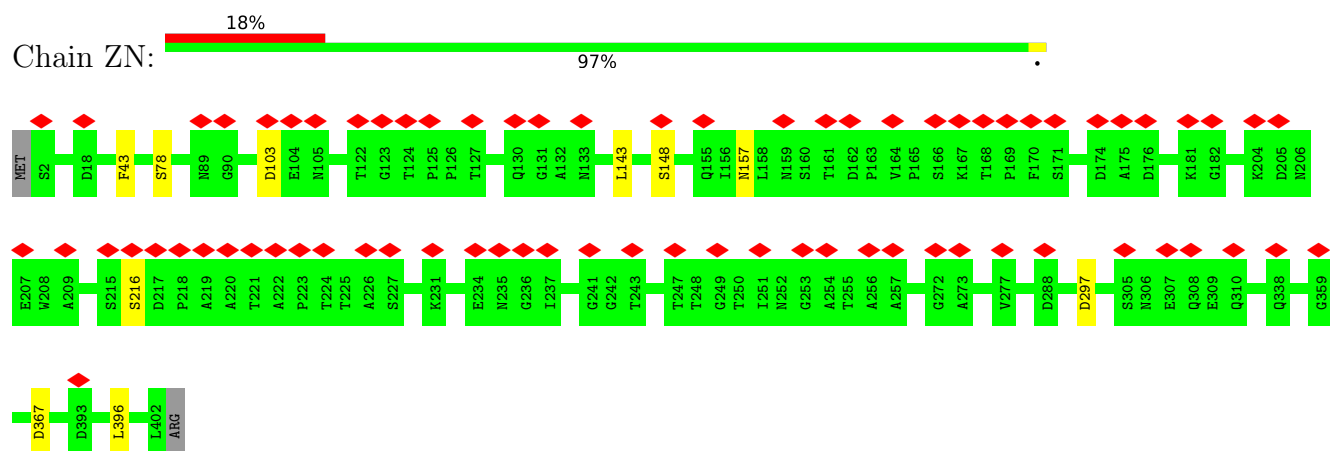 18%
Chain ZN:
97%
•
MET S2 D18 F43 S78 N89 G90 D103 E104 N105 T122 G123 T124 P125 P126 T127 Q130 G131 A132 N133 L143 S148 Q155 I156 N157 L158 N159 S160 T161 D162 P163 V164 P165 S166 K167 T168 P169 F170 S171 D174 A175 D176 K181 G182 K204 D205 N206
E207 W208 A209 S215 S216 D217 P218 A219 A220 T221 A222 P223 T224 T225 A226 S227 K231 E234 N235 G236 I237 G241 G242 T243 T247 T248 G249 T250 I251 N252 G253 A254 T255 A256 A257 G272 A273 V277 D288 D297 S305 N306 E307 Q308 E309 Q310 Q338 G359
D367 D393 L396 L402 ARG